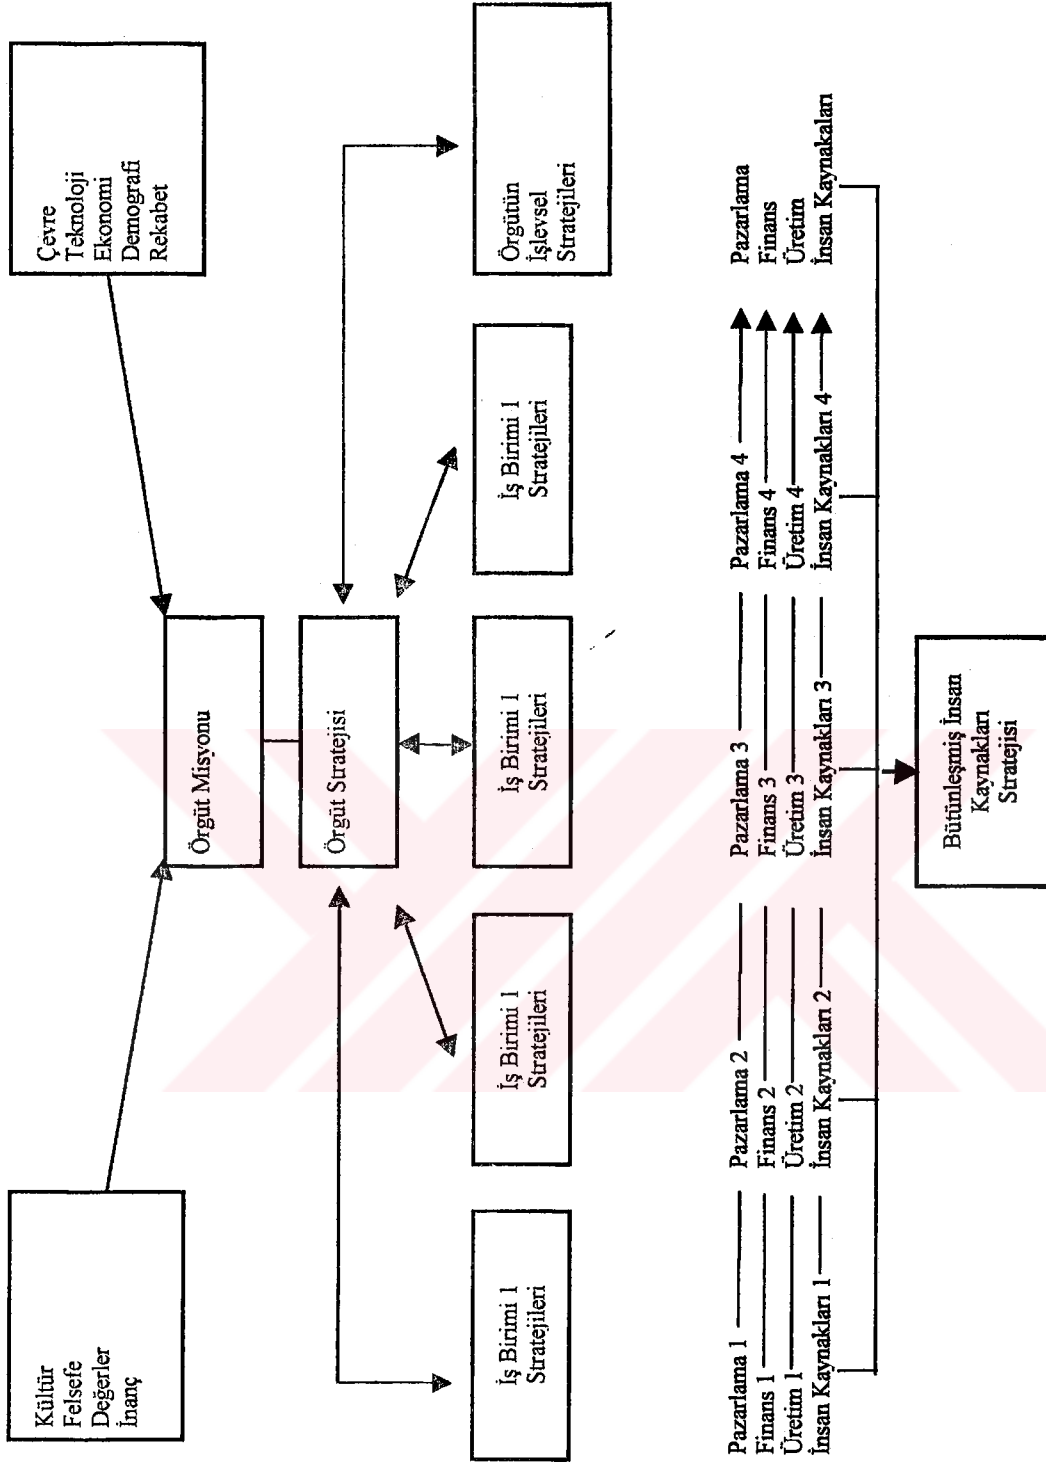 Kültür
Felsefe
Değerler
İnanç
Çevre
Teknoloji
Ekonomi
Demografi
Rekabet
Örgüt Misyonu
Örgüt Stratejisi
İş Birimi 1
Stratejileri
İş Birimi 1
Stratejileri
İş Birimi 1
Stratejileri
İş Birimi 1
Stratejileri
Örgütün
İşlevsel
Stratejileri
Pazarlama 1 Pazarlama 2 Pazarlama 3 Pazarlama 4 Pazarlama
Finans 1 Finans 2 Finans 3 Finans 4 Finans
Üretim 1 Üretim 2 Üretim 3 Üretim 4 Üretim
İnsan Kaynakları 1 İnsan Kaynakları 2 İnsan Kaynakları 3 İnsan Kaynakları 4 İnsan Kaynakaları
Bütünleşmiş İnsan
Kaynakları
Stratejisi